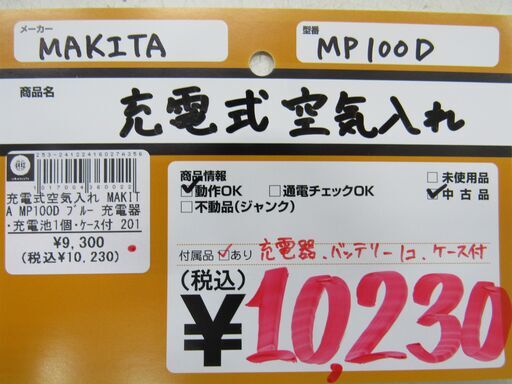 メーカー
MAKITA
型番
MP100D
商品名
充電式 空気入れ
253-241224160274356
1017004360022
充電式空気入れ MAKIT
A MP100D ブルー 充電器
・充電池1個・ケース付 201
¥9,300
(税込¥10,230)
商品情報
動作OK
通電チェックOK
不動品(ジャンク)
未使用品
中古品
付属品 あり 充電器、バッテリー1コ、ケース付
(税込)
¥10,230